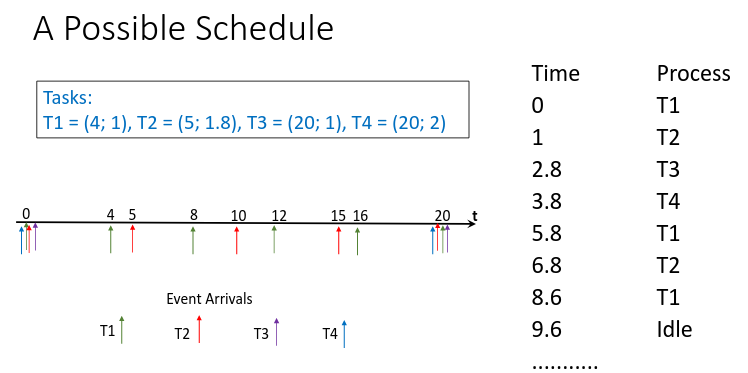 A Possible Schedule
Tasks:
T1 = (4; 1), T2 = (5; 1.8), T3 = (20; 1), T4 = (20; 2)
0 4 5 8 10 12 15 16 20 t
Event Arrivals
T1 T2 T3 T4
Time Process
0 T1
1 T2
2.8 T3
3.8 T4
5.8 T1
6.8 T2
8.6 T1
9.6 Idle
...........